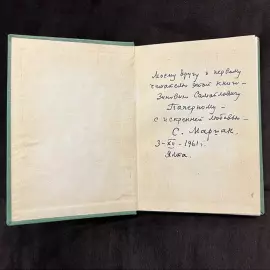 Моему другу и первому
читателю этой книги –
Зиновию Самойловичу
Паперному –
с искренней любовью –
С. Маршак.
3–XII–1961 г.
Ялта.